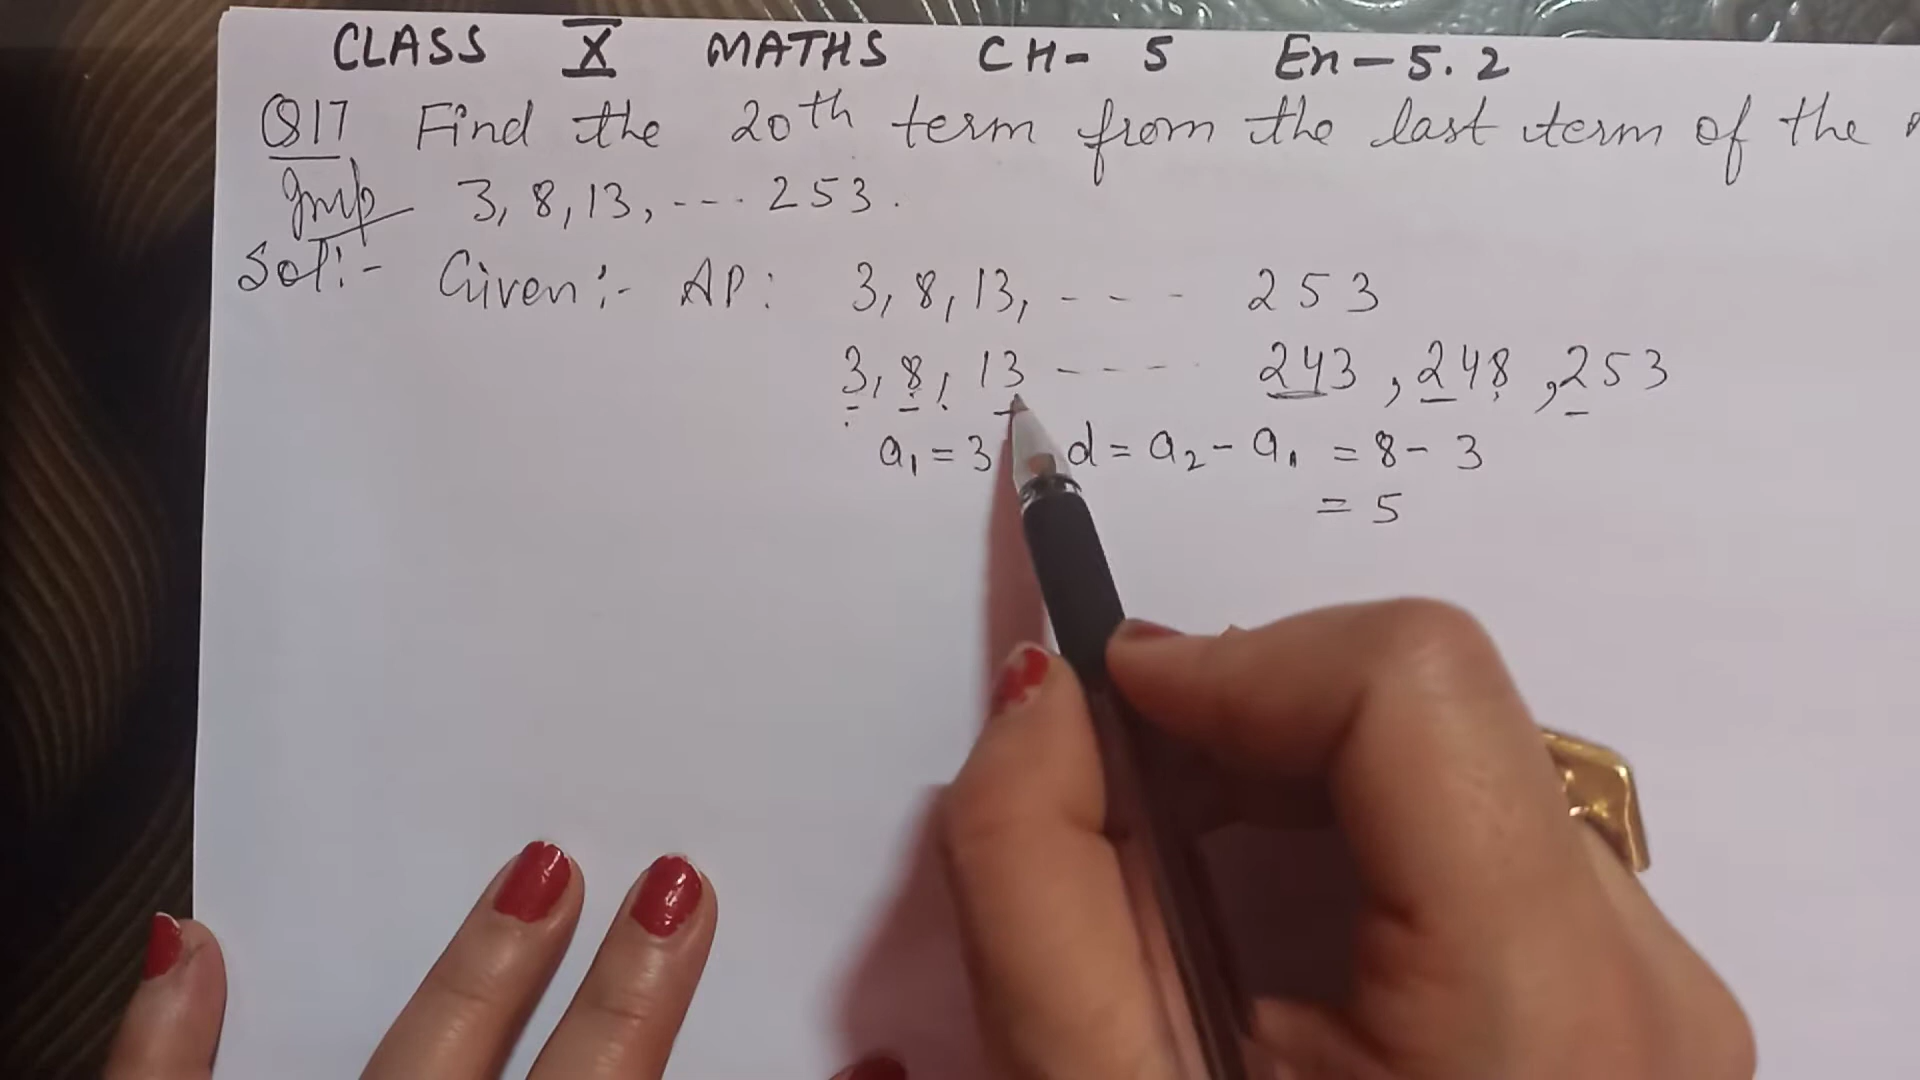 CLASS X MATHS CH- 5 Ex-5.2
Q17 Find the 20th term from the last term of the
Imp 3, 8, 13, ---- 253.
Sol:- Given:- AP: 3, 8, 13, - - - - 253
3, 8, 13 - - - - 243, 248, 253
a₁ = 3 d = a₂ - a₁ = 8 - 3
= 5